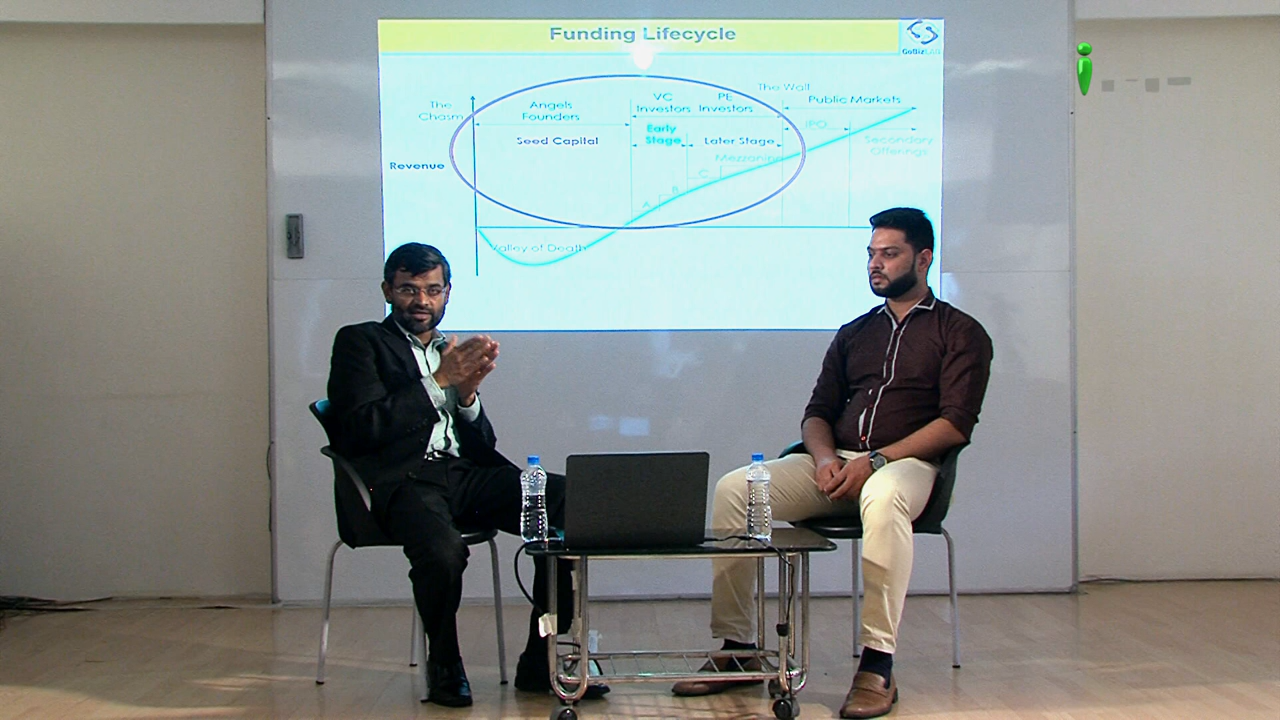 Funding Lifecycle
GoBizLAB
The Wall
The
Chasm
Angels
Founders
VC
Investors
PE
Investors
Public Markets
Seed Capital
Early
Stage
Later Stage
IPO
Secondary
Offerings
Revenue
Mezzanine
C
B
A
Valley of Death